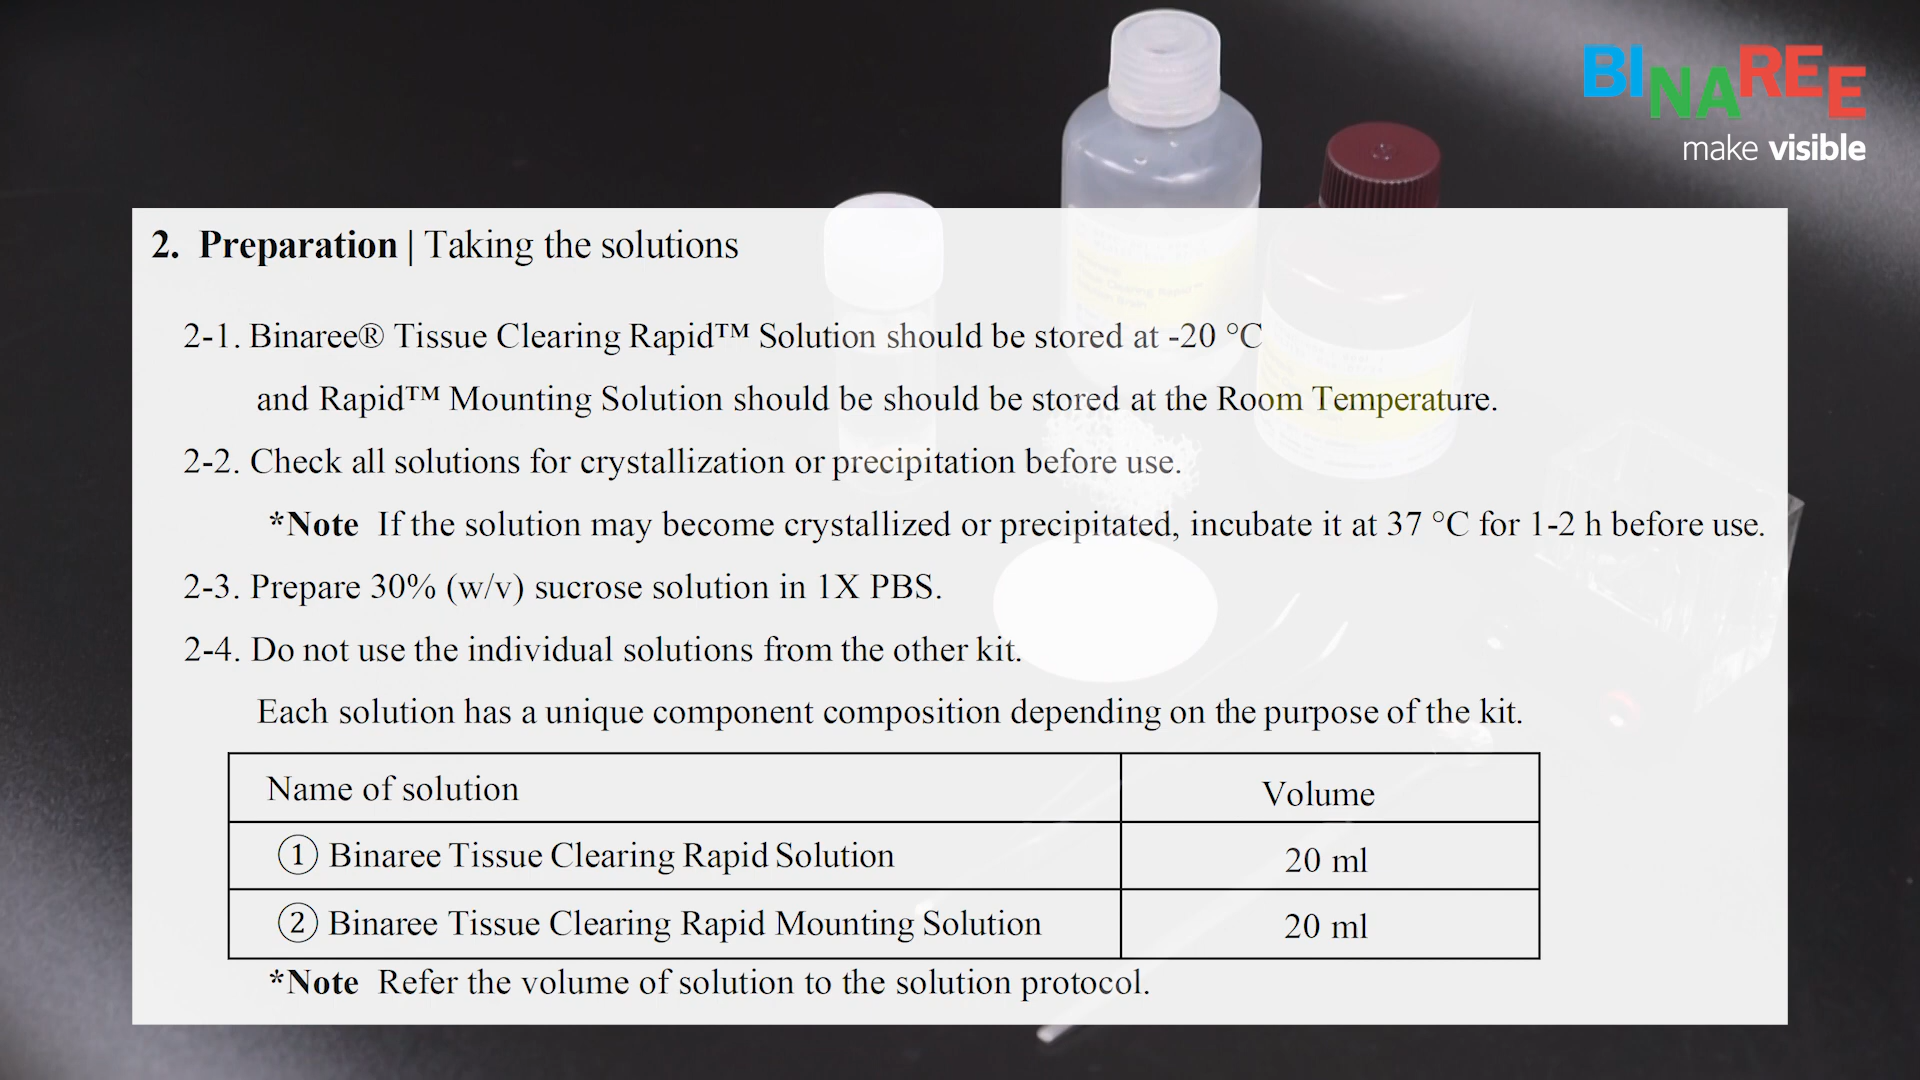 BINAREE
make visible
2. Preparation | Taking the solutions
2-1. Binaree® Tissue Clearing Rapid™ Solution should be stored at -20 °C
and Rapid™ Mounting Solution should be should be stored at the Room Temperature.
2-2. Check all solutions for crystallization or precipitation before use.
*Note If the solution may become crystallized or precipitated, incubate it at 37 °C for 1-2 h before use.
2-3. Prepare 30% (w/v) sucrose solution in 1X PBS.
2-4. Do not use the individual solutions from the other kit.
Each solution has a unique component composition depending on the purpose of the kit.
Name of solution Volume
① Binaree Tissue Clearing Rapid Solution 20 ml
② Binaree Tissue Clearing Rapid Mounting Solution 20 ml
*Note Refer the volume of solution to the solution protocol.